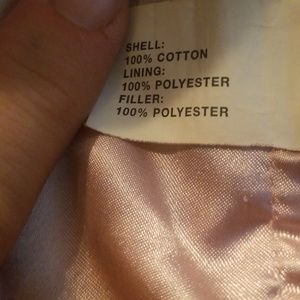 SHELL:
100% COTTON
LINING:
100% POLYESTER
FILLER:
100% POLYESTER